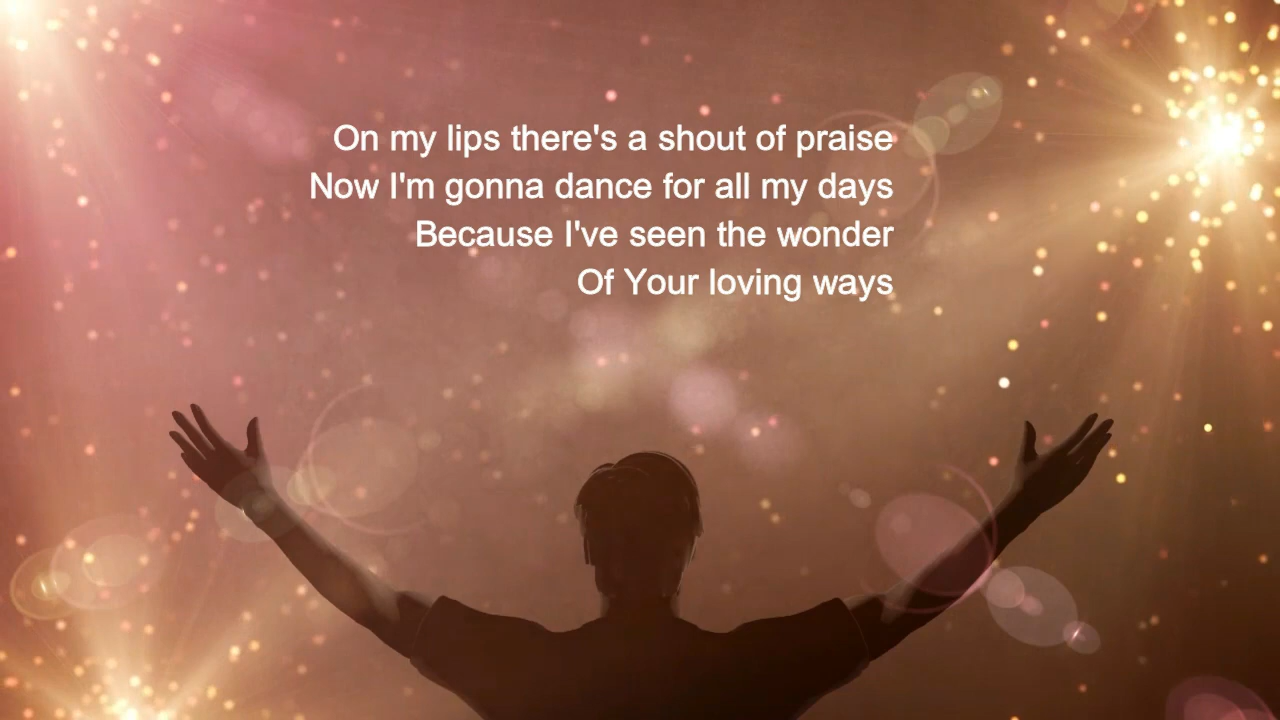 On my lips there's a shout of praise
Now I'm gonna dance for all my days
Because I've seen the wonder
Of Your loving ways